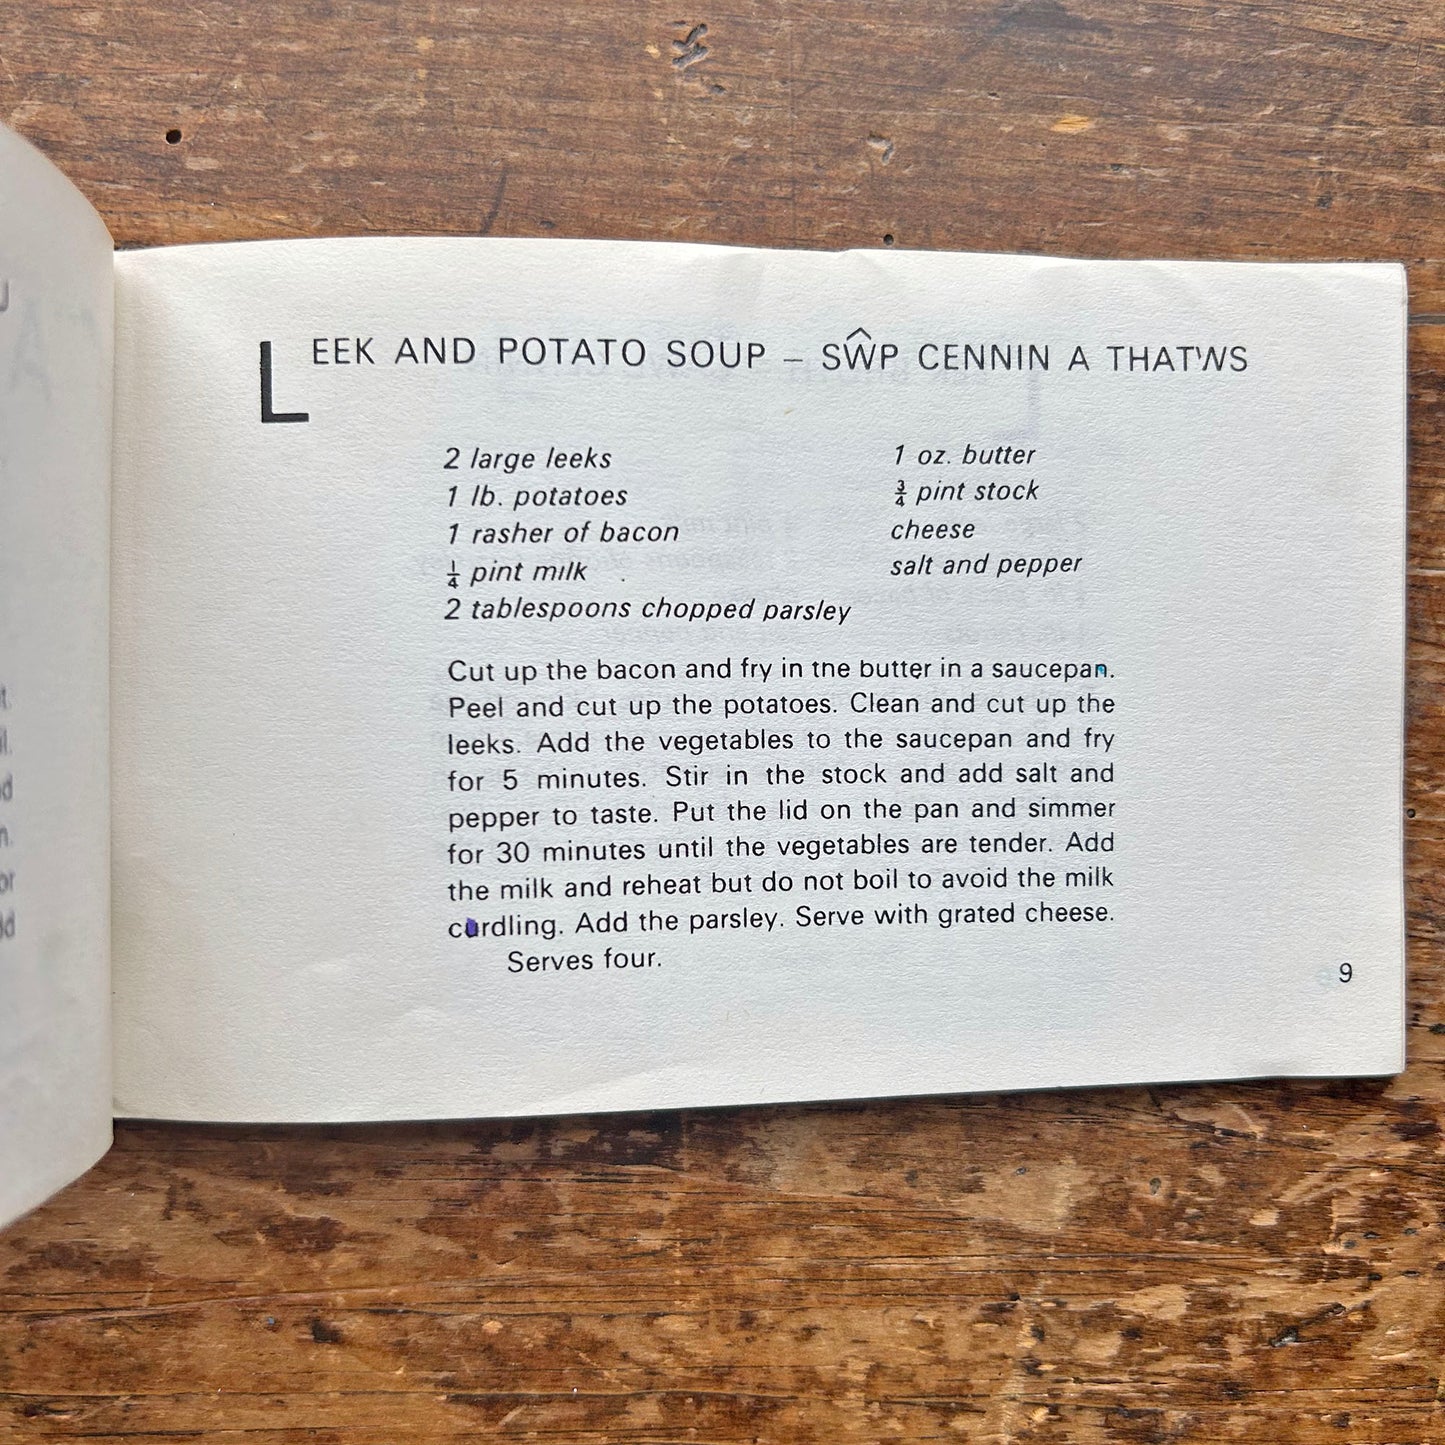 LEEK AND POTATO SOUP – SŴP CENNIN A THATWS
2 large leeks
1 lb. potatoes
1 rasher of bacon
¼ pint milk
2 tablespoons chopped parsley
1 oz. butter
¾ pint stock
cheese
salt and pepper
Cut up the bacon and fry in the butter in a saucepan.
Peel and cut up the potatoes. Clean and cut up the
leeks. Add the vegetables to the saucepan and fry
for 5 minutes. Stir in the stock and add salt and
pepper to taste. Put the lid on the pan and simmer
for 30 minutes until the vegetables are tender. Add
the milk and reheat but do not boil to avoid the milk
curdling. Add the parsley. Serve with grated cheese.
Serves four.
9